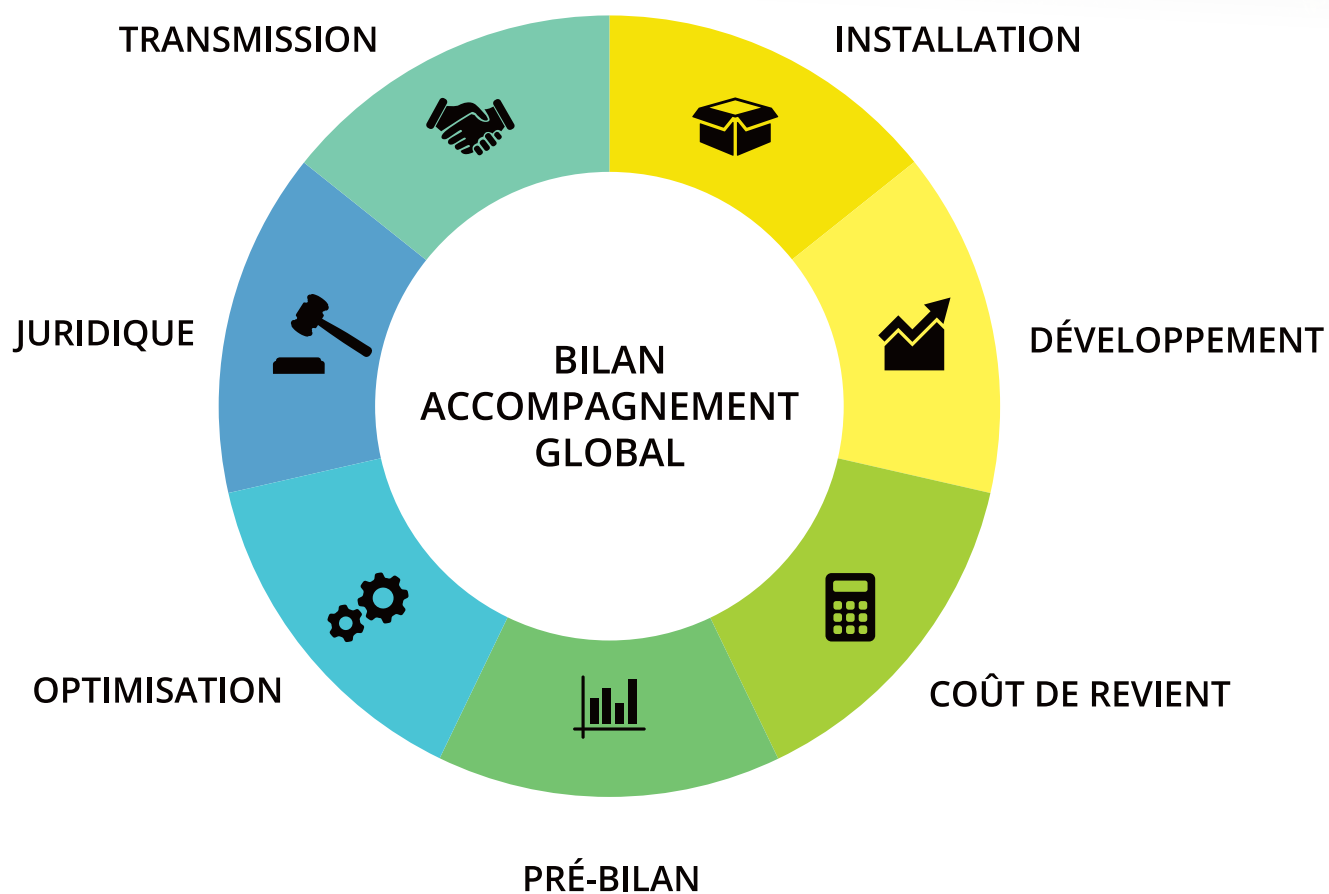 TRANSMISSION
INSTALLATION
JURIDIQUE
DÉVELOPPEMENT
BILAN
ACCOMPAGNEMENT
GLOBAL
OPTIMISATION
COÛT DE REVIENT
PRÉ-BILAN